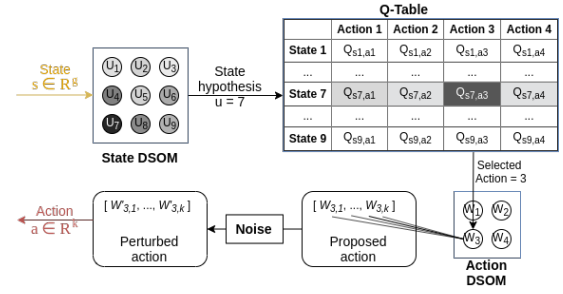 Q-Table
Action 1 Action 2 Action 3 Action 4
State 1 Qs1,a1 Qs1,a2 Qs1,a3 Qs1,a4
... ... ... ...
State 7 Qs7,a1 Qs7,a2 Qs7,a3 Qs7,a4
... ... ... ...
State 9 Qs9,a1 Qs9,a2 Qs9,a3 Qs9,a4
State
s ∈ R^g
U1 U2 U3
U4 U5 U6
U7 U8 U9
State DSOM
State
hypothesis
u = 7
Selected
Action = 3
W1 W2
W3 W4
Action
DSOM
[ W3,1, ..., W3,k ]
Proposed
action
Noise
[ W'3,1, ..., W'3,k ]
Perturbed
action
Action
a ∈ R^k